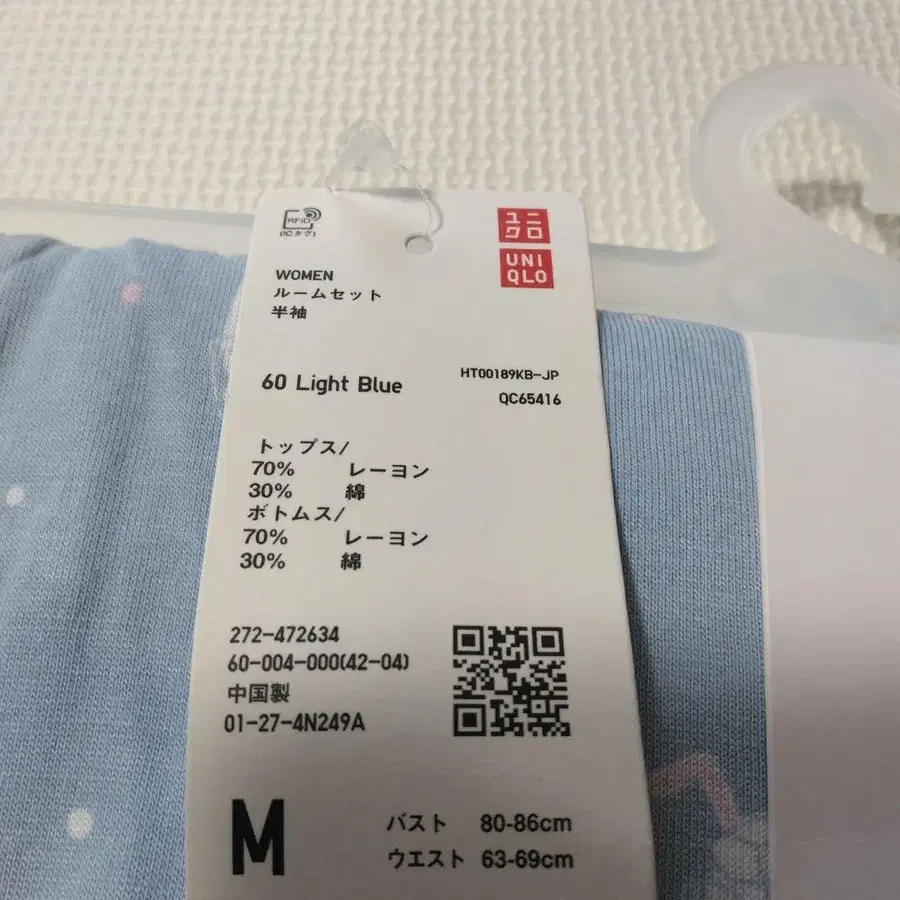 RFID
(ICタグ)
ユニ
クロ
UNI
QLO
WOMEN
ルームセット
半袖
60 Light Blue
HT00189KB-JP
QC65416
トップス/
70% レーヨン
30% 綿
ボトムス/
70% レーヨン
30% 綿
272-472634
60-004-000(42-04)
中国製
01-27-4N249A
M
バスト 80-86cm
ウエスト 63-69cm